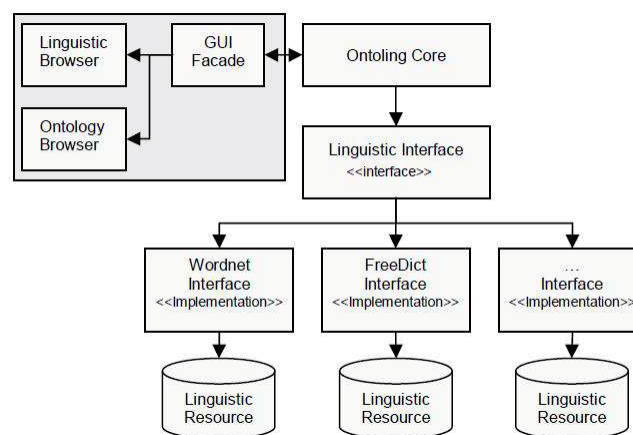 Linguistic
Browser
GUI
Facade
Ontoling Core
Ontology
Browser
Linguistic Interface
<<interface>>
Wordnet
Interface
<<Implementation>>
FreeDict
Interface
<<Implementation>>
...
Interface
<<Implementation>>
Linguistic
Resource
Linguistic
Resource
Linguistic
Resource